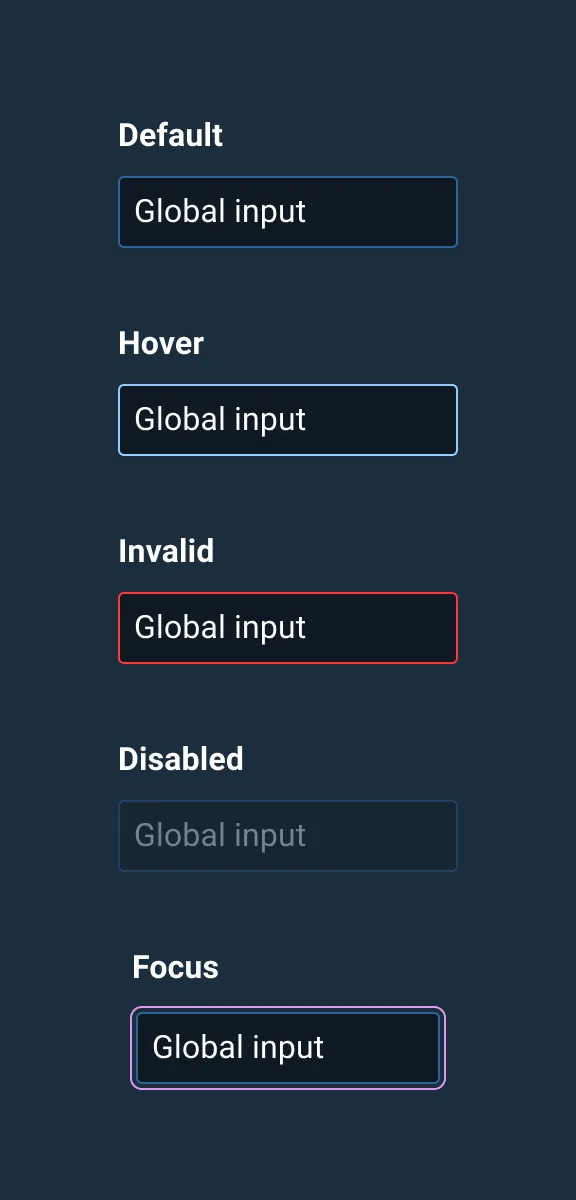 Default
Global input
Hover
Global input
Invalid
Global input
Disabled
Global input
Focus
Global input